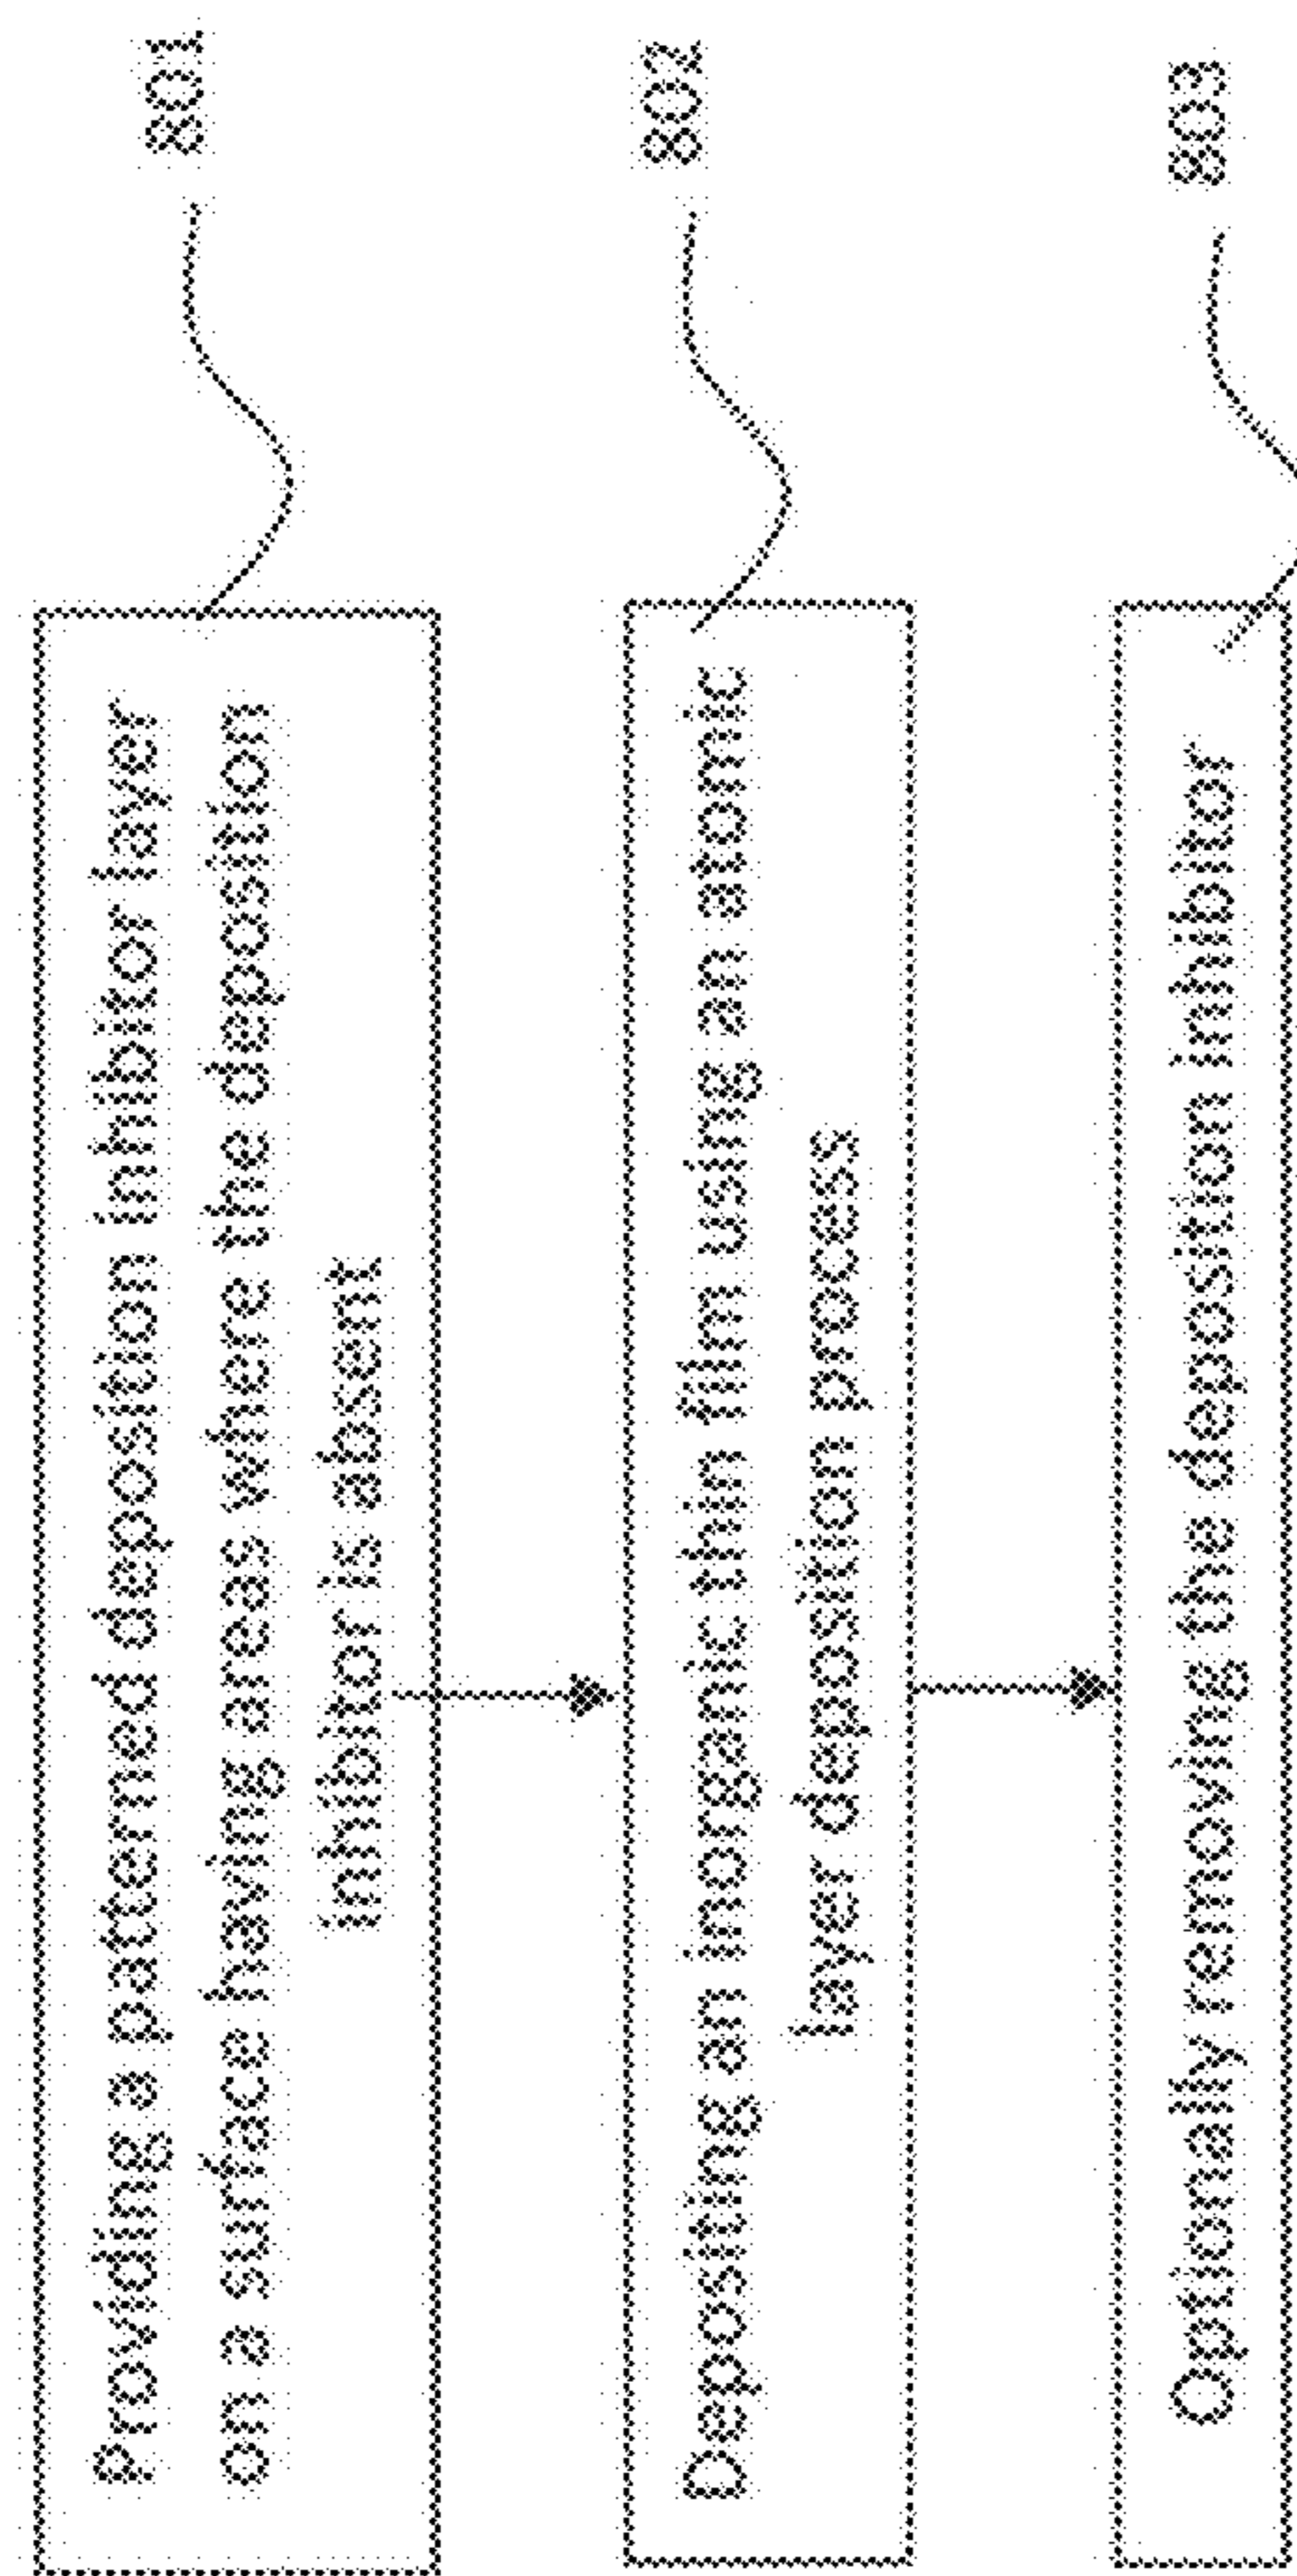 Providing a patterned deposition inhibitor layer
on a surface having areas where the deposition
inhibitor is absent
801
Depositing an inorganic thin film using an atomic
layer deposition process
802
Optionally removing the deposition inhibitor
803